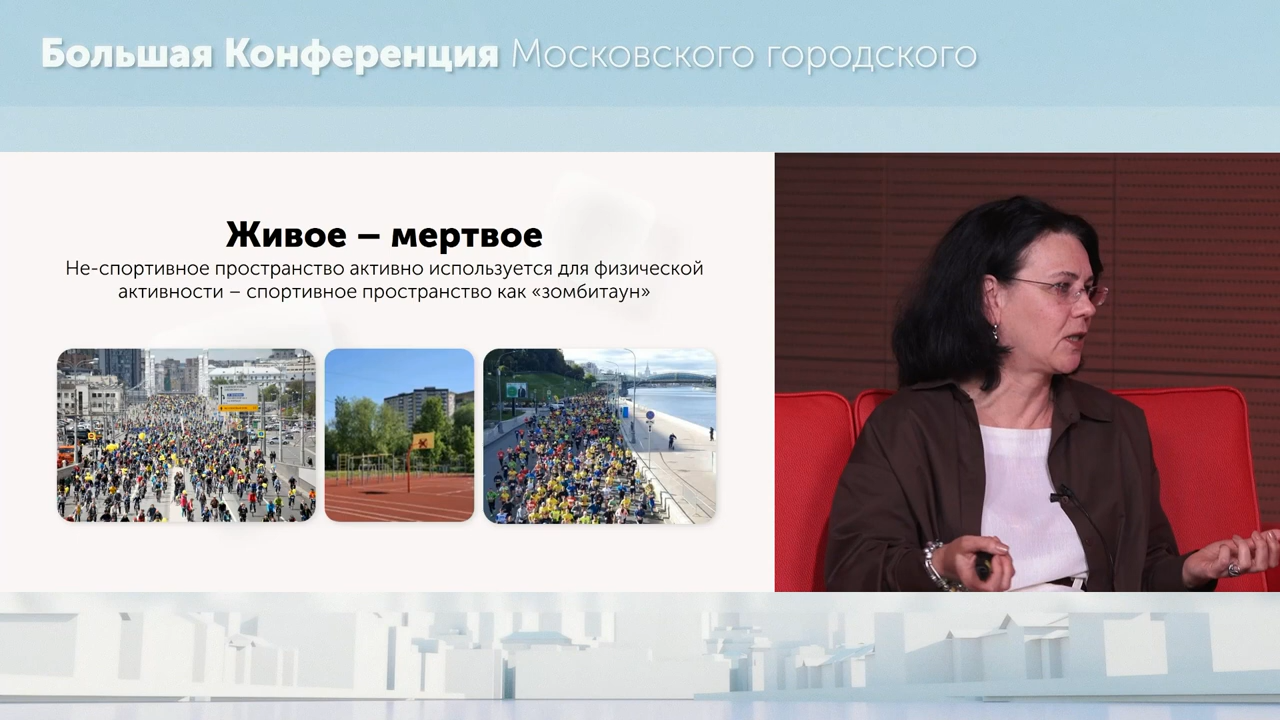 Большая Конференция Московского городского
Живое – мертвое
Не-спортивное пространство активно используется для физической
активности – спортивное пространство как «зомбитаун»